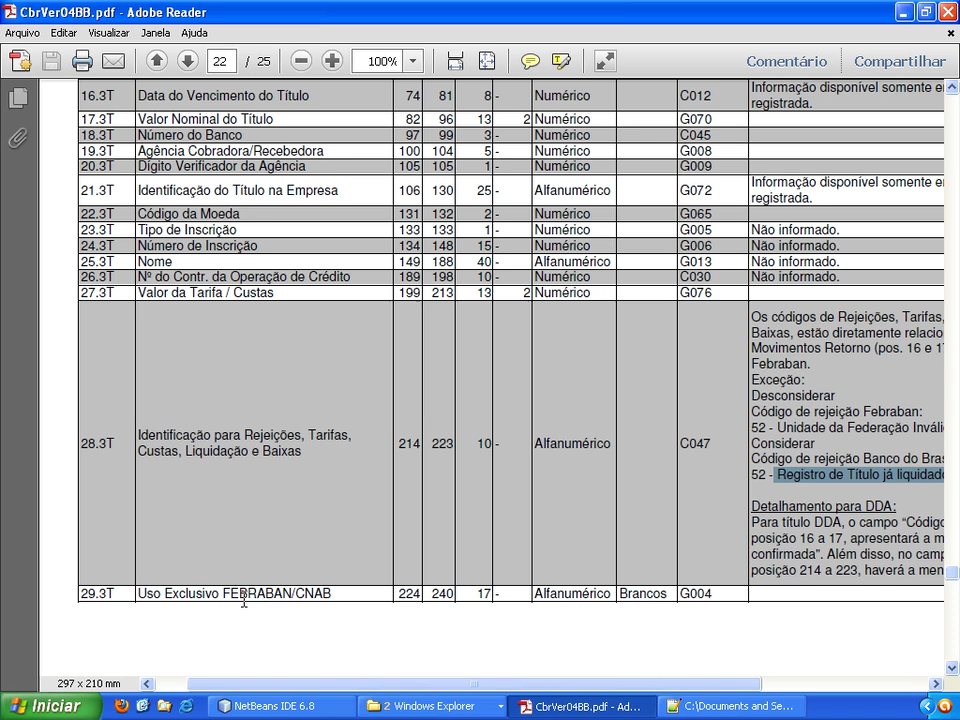 CbrVer04BB.pdf - Adobe Reader
Arquivo Editar Visualizar Janela Ajuda
22 / 25 100% Comentário Compartilhar
16.3T Data do Vencimento do Título 74 81 8 - Numérico C012 Informação disponível somente
registrada.
17.3T Valor Nominal do Título 82 96 13 2 Numérico G070
18.3T Número do Banco 97 99 3 - Numérico C045
19.3T Agência Cobradora/Recebedora 100 104 5 - Numérico G008
20.3T Dígito Verificador da Agência 105 105 1 - Numérico G009
21.3T Identificação do Título na Empresa 106 130 25 - Alfanumérico G072 Informação disponível somente
registrada.
22.3T Código da Moeda 131 132 2 - Numérico G065
23.3T Tipo de Inscrição 133 133 1 - Numérico G005 Não informado.
24.3T Número de Inscrição 134 148 15 - Numérico G006 Não informado.
25.3T Nome 149 188 40 - Alfanumérico G013 Não informado.
26.3T Nº do Contr. da Operação de Crédito 189 198 10 - Numérico C030 Não informado.
27.3T Valor da Tarifa / Custas 199 213 13 2 Numérico G076
Os códigos de Rejeições, Tarifas,
Baixas, estão diretamente relacio
Movimentos Retorno (pos. 16 e 17
Febraban.
Exceção:
Desconsiderar
Código de rejeição Febraban:
52 - Unidade da Federação Inváli
28.3T Identificação para Rejeições, Tarifas,
Custas, Liquidação e Baixas 214 223 10 - Alfanumérico C047 Considerar
Código de rejeição Banco do Bras
52 - Registro de Título já liquidado
Detalhamento para DDA:
Para título DDA, o campo “Códig
posição 16 a 17, apresentará a m
confirmada”. Além disso, no camp
posição 214 a 223, haverá a men
29.3T Uso Exclusivo FEBRABAN/CNAB 224 240 17 - Alfanumérico Brancos G004
297 x 210 mm
Iniciar NetBeans IDE 6.8 2 Windows Explorer CbrVer04BB.pdf - Ad... C:\Documents and Se...